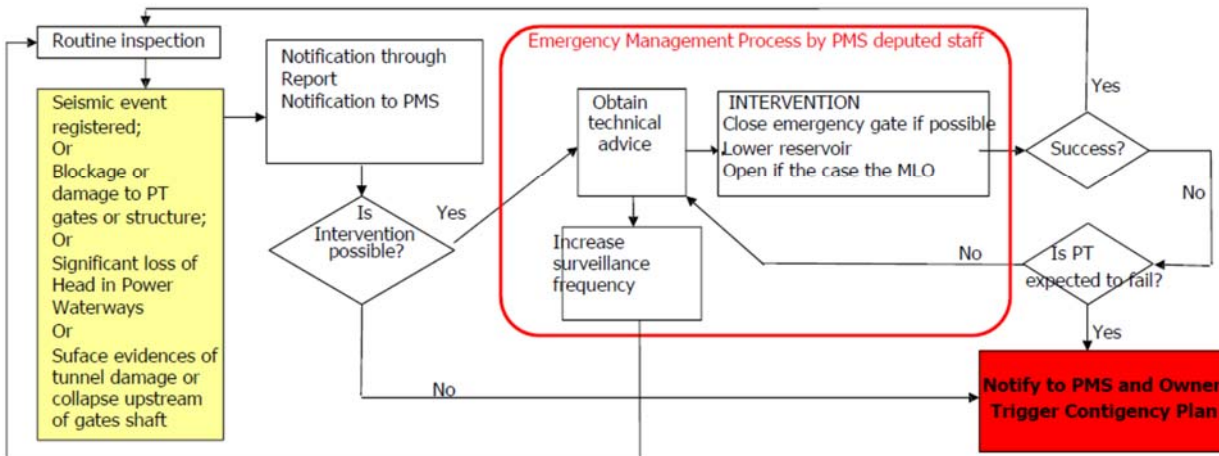 Routine inspection
Seismic event
registered;
Or
Blockage or
damage to PT
gates or structure;
Or
Significant loss of
Head in Power
Waterways
Or
Suface evidences of
tunnel damage or
collapse upstream
of gates shaft
Notification through
Report
Notification to PMS
Is
Intervention
possible?
Yes
No
Emergency Management Process by PMS deputed staff
Obtain
technical
advice
Increase
surveillance
frequency
INTERVENTION
Close emergency gate if possible
Lower reservoir
Open if the case the MLO
Success?
Yes
No
Is PT
expected to fail?
No
Yes
Notify to PMS and Owner
Trigger Contigency Plan